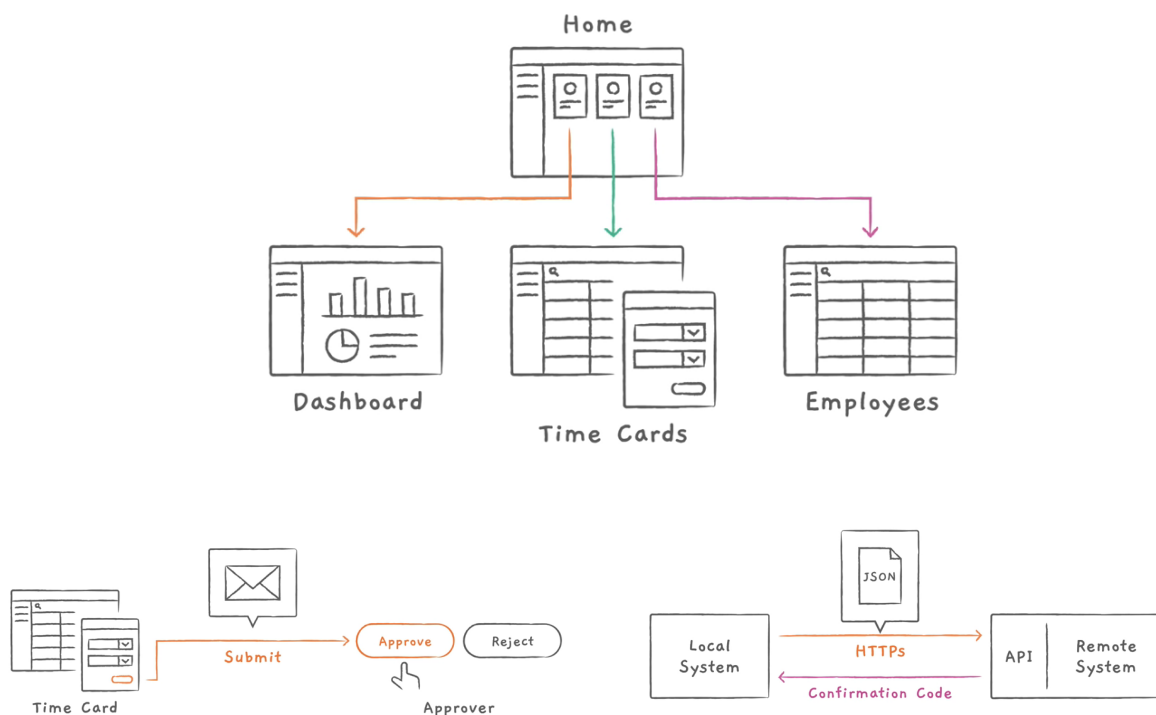 Home
Dashboard
Time Cards
Employees
Submit
Approve
Reject
Time Card
Approver
JSON
Local
System
HTTPs
Confirmation Code
API
Remote
System